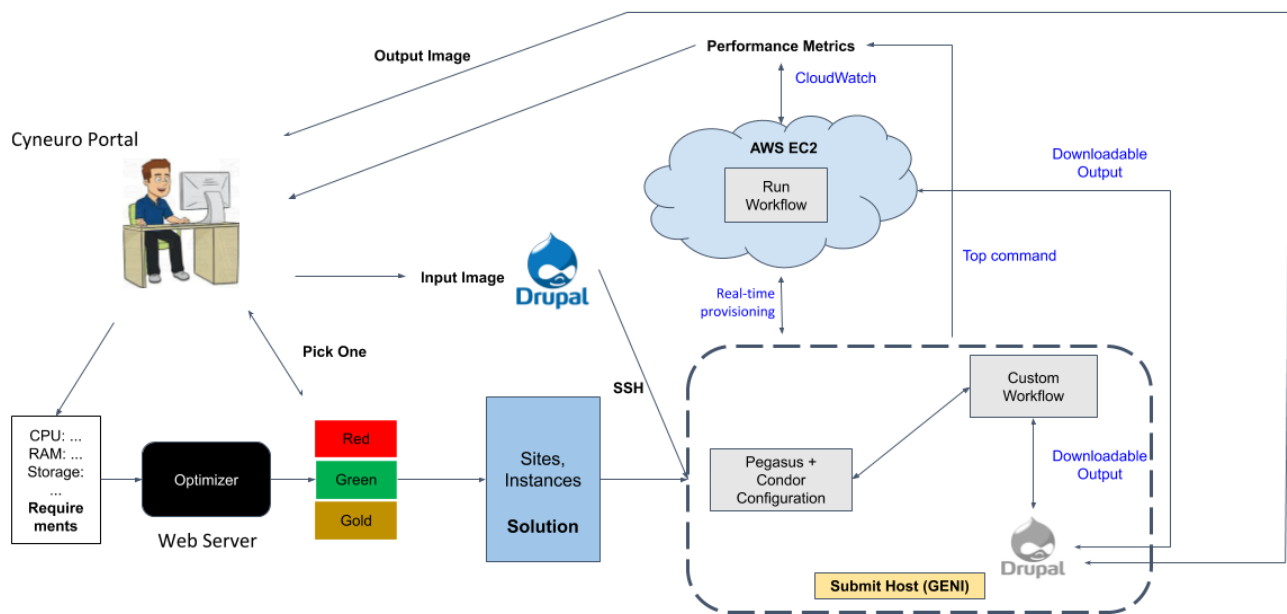 Output Image
Performance Metrics
CloudWatch
Cyneuro Portal
AWS EC2
Run
Workflow
Downloadable
Output
Top command
Input Image
Drupal
Real-time
provisioning
Pick One
SSH
CPU: ...
RAM: ...
Storage:
...
Require
ments
Optimizer
Web Server
Red
Green
Gold
Sites,
Instances
Solution
Custom
Workflow
Pegasus +
Condor
Configuration
Downloadable
Output
Drupal
Submit Host (GENI)